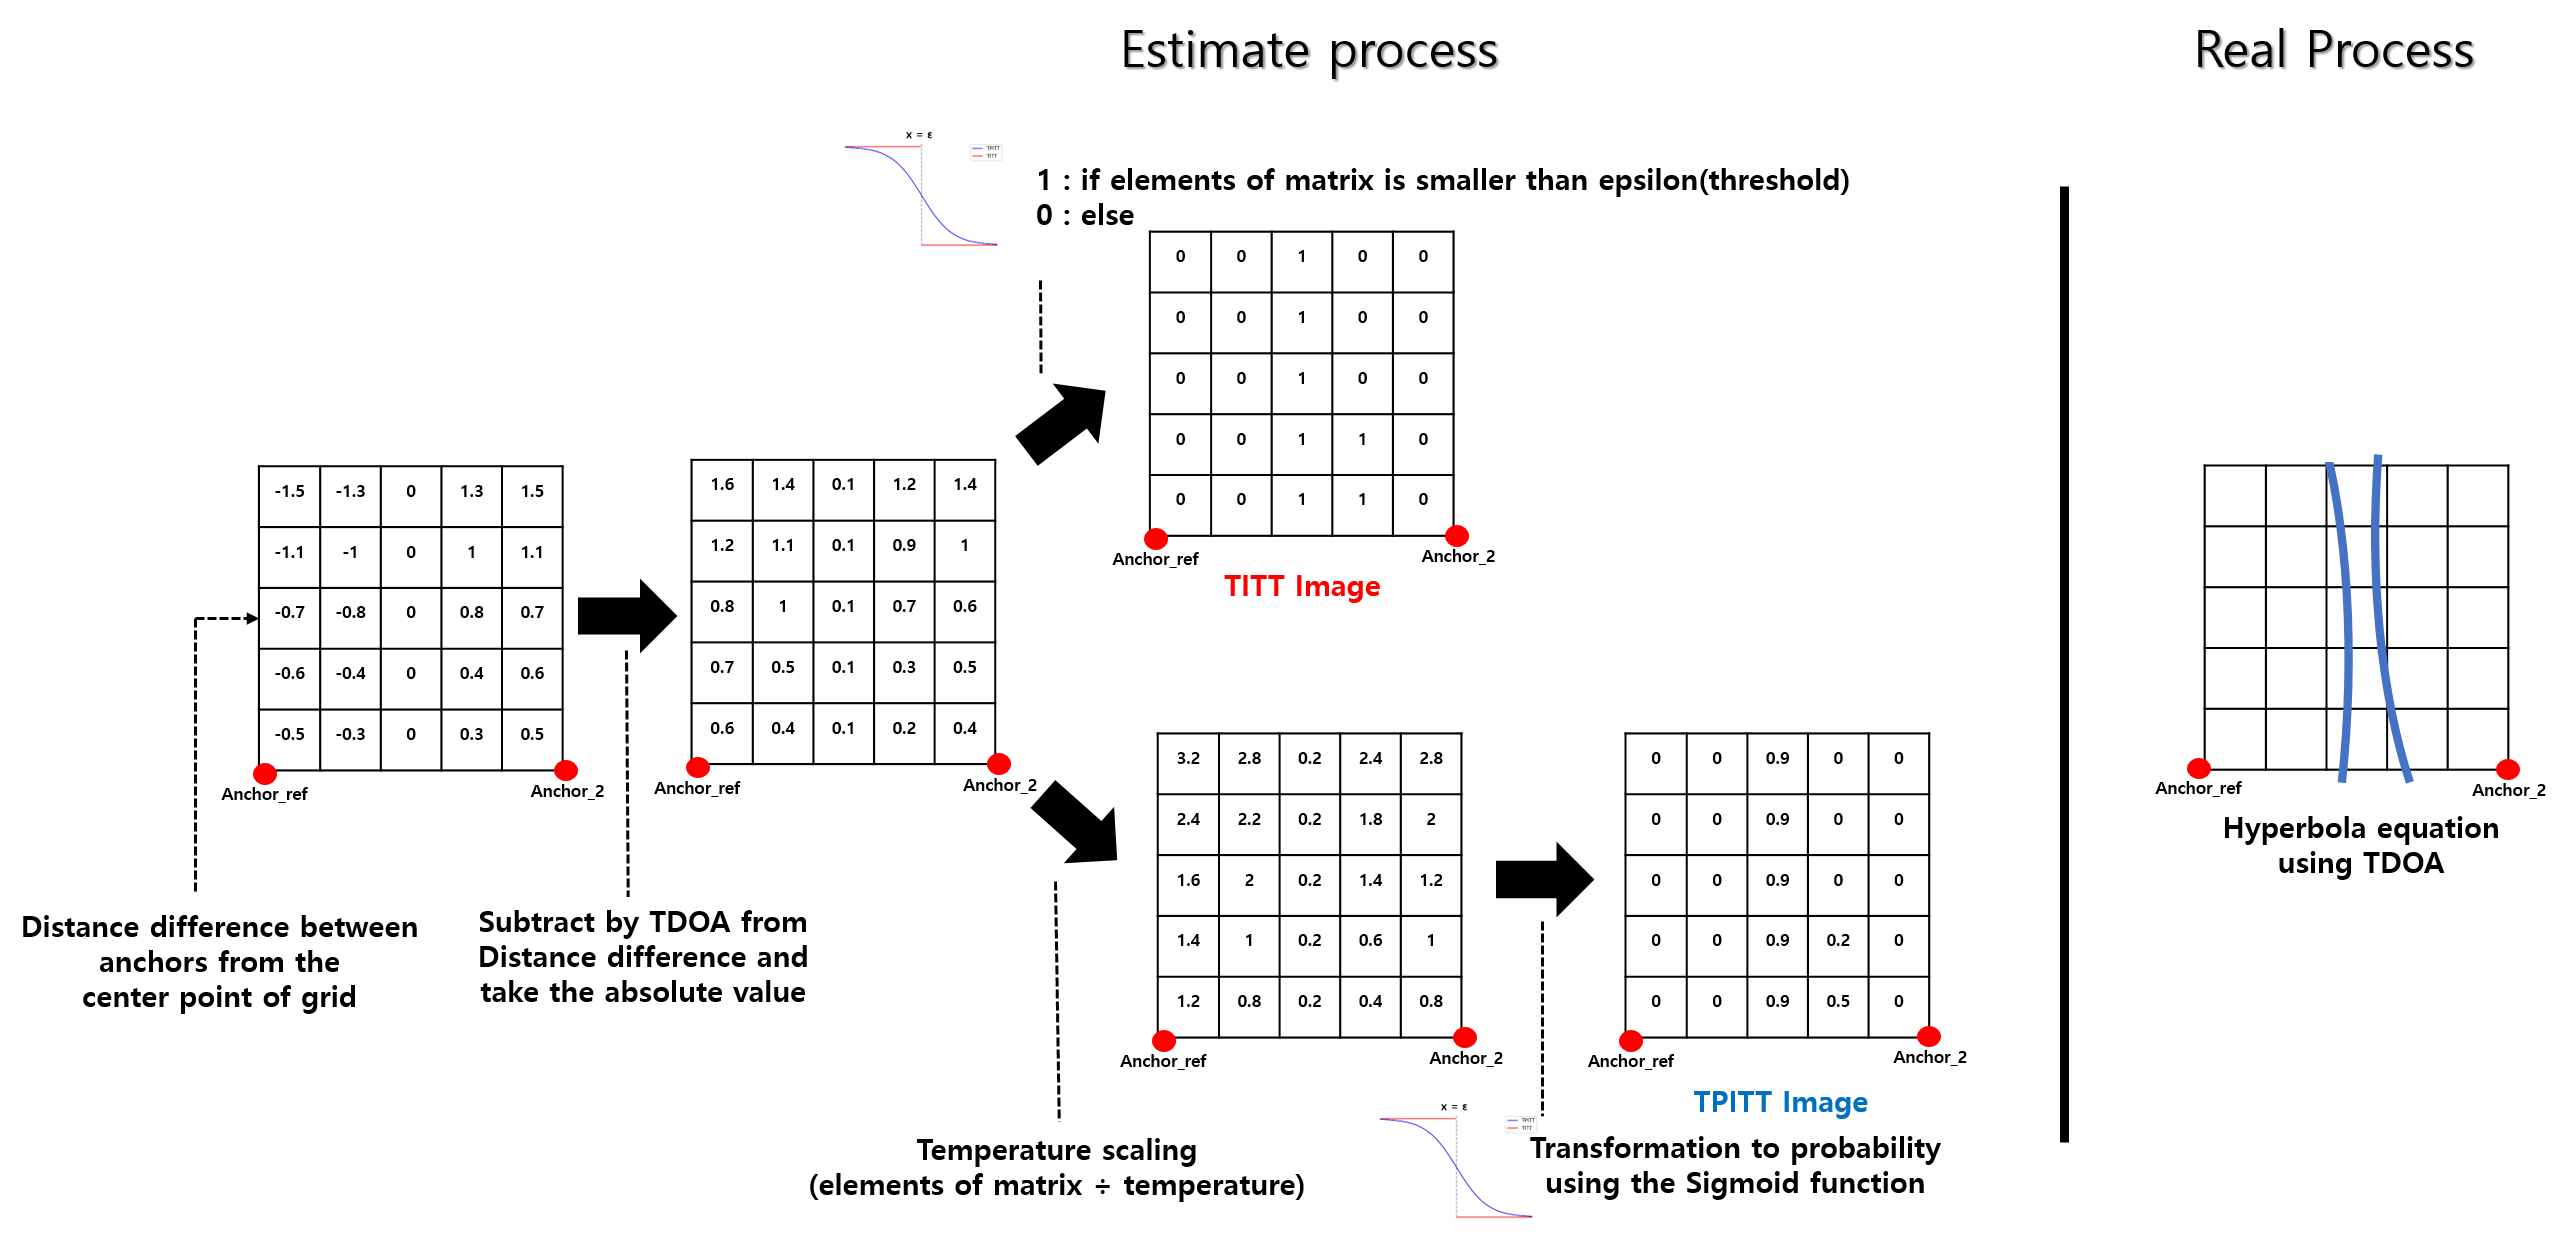 Estimate process
Real Process
x = ε
TPITT
TITT
1 : if elements of matrix is smaller than epsilon(threshold)
0 : else
0 0 1 0 0
0 0 1 0 0
0 0 1 0 0
0 0 1 1 0
0 0 1 1 0
Anchor_ref
Anchor_2
TITT Image
-1.5 -1.3 0 1.3 1.5
-1.1 -1 0 1 1.1
-0.7 -0.8 0 0.8 0.7
-0.6 -0.4 0 0.4 0.6
-0.5 -0.3 0 0.3 0.5
Anchor_ref
Anchor_2
Distance difference between
anchors from the
center point of grid
1.6 1.4 0.1 1.2 1.4
1.2 1.1 0.1 0.9 1
0.8 1 0.1 0.7 0.6
0.7 0.5 0.1 0.3 0.5
0.6 0.4 0.1 0.2 0.4
Anchor_ref
Anchor_2
Subtract by TDOA from
Distance difference and
take the absolute value
3.2 2.8 0.2 2.4 2.8
2.4 2.2 0.2 1.8 2
1.6 2 0.2 1.4 1.2
1.4 1 0.2 0.6 1
1.2 0.8 0.2 0.4 0.8
Anchor_ref
Anchor_2
Temperature scaling
(elements of matrix ÷ temperature)
0 0 0.9 0 0
0 0 0.9 0 0
0 0 0.9 0 0
0 0 0.9 0.2 0
0 0 0.9 0.5 0
Anchor_ref
Anchor_2
TPITT Image
x = ε
TPITT
TITT
Transformation to probability
using the Sigmoid function
Anchor_ref
Anchor_2
Hyperbola equation
using TDOA